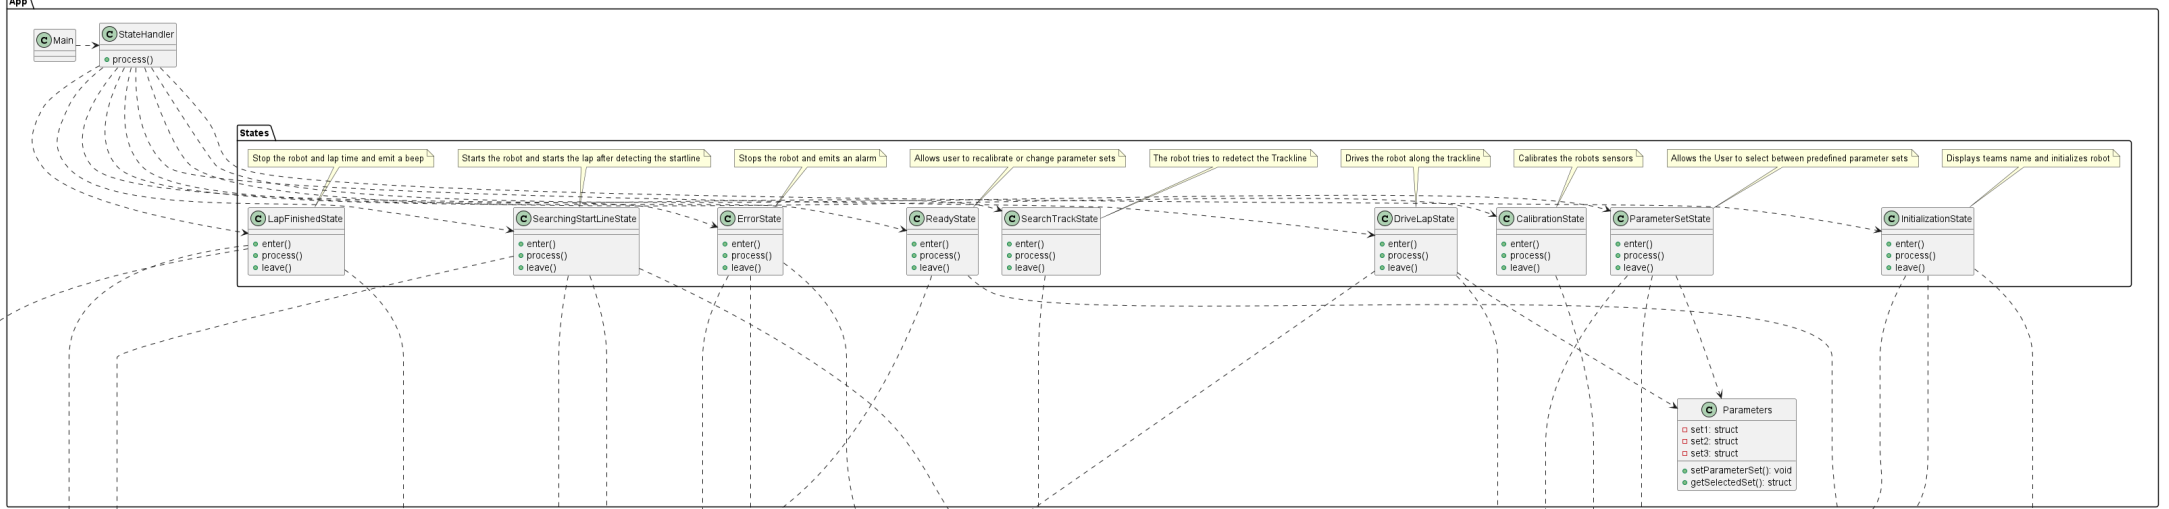 App
C Main
C StateHandler
process()
States
Stop the robot and lap time and emit a beep
Starts the robot and starts the lap after detecting the startline
Stops the robot and emits an alarm
Allows user to recalibrate or change parameter sets
The robot tries to redetect the Trackline
Drives the robot along the trackline
Calibrates the robots sensors
Allows the User to select between predefined parameter sets
Displays teams name and initializes robot
C LapFinishedState
enter()
process()
leave()
C SearchingStartLineState
enter()
process()
leave()
C ErrorState
enter()
process()
leave()
C ReadyState
enter()
process()
leave()
C SearchTrackState
enter()
process()
leave()
C DriveLapState
enter()
process()
leave()
C CalibrationState
enter()
process()
leave()
C ParameterSetState
enter()
process()
leave()
C InitializationState
enter()
process()
leave()
C Parameters
set1: struct
set2: struct
set3: struct
setParameterSet(): void
getSelectedSet(): struct